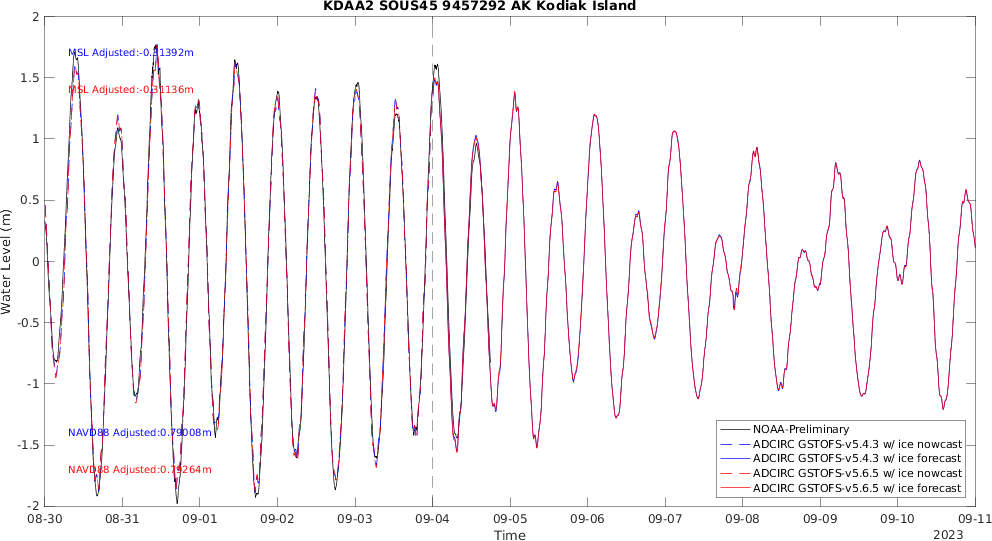 KDAA2 SOUS45 9457292 AK Kodiak Island
2
1.5
1
0.5
0
-0.5
-1
-1.5
-2
Water Level (m)
MSL Adjusted:-0.31392m
MSL Adjusted:-0.31136m
NAVD88 Adjusted:0.79008m
NAVD88 Adjusted:0.79264m
NOAA-Preliminary
ADCIRC GSTOFS-v5.4.3 w/ ice nowcast
ADCIRC GSTOFS-v5.4.3 w/ ice forecast
ADCIRC GSTOFS-v5.6.5 w/ ice nowcast
ADCIRC GSTOFS-v5.6.5 w/ ice forecast
08-30 08-31 09-01 09-02 09-03 09-04 09-05 09-06 09-07 09-08 09-09 09-10 09-11
Time
2023